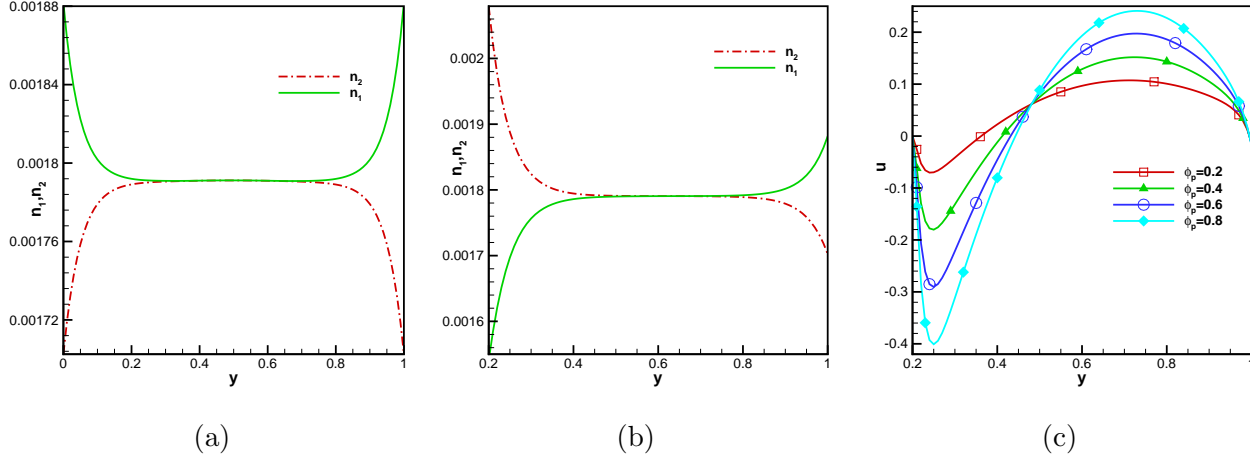 0.00188
0.00184
0.0018
0.00176
0.00172
n1,n2
n2
n1
0 0.2 0.4 0.6 0.8 1
y
(a)
0.002
0.0019
0.0018
0.0017
0.0016
n1,n2
n2
n1
0.2 0.4 0.6 0.8 1
y
(b)
0.2
0.1
0
-0.1
-0.2
-0.3
-0.4
u
ϕp=0.2
ϕp=0.4
ϕp=0.6
ϕp=0.8
0.2 0.4 0.6 0.8 1
y
(c)